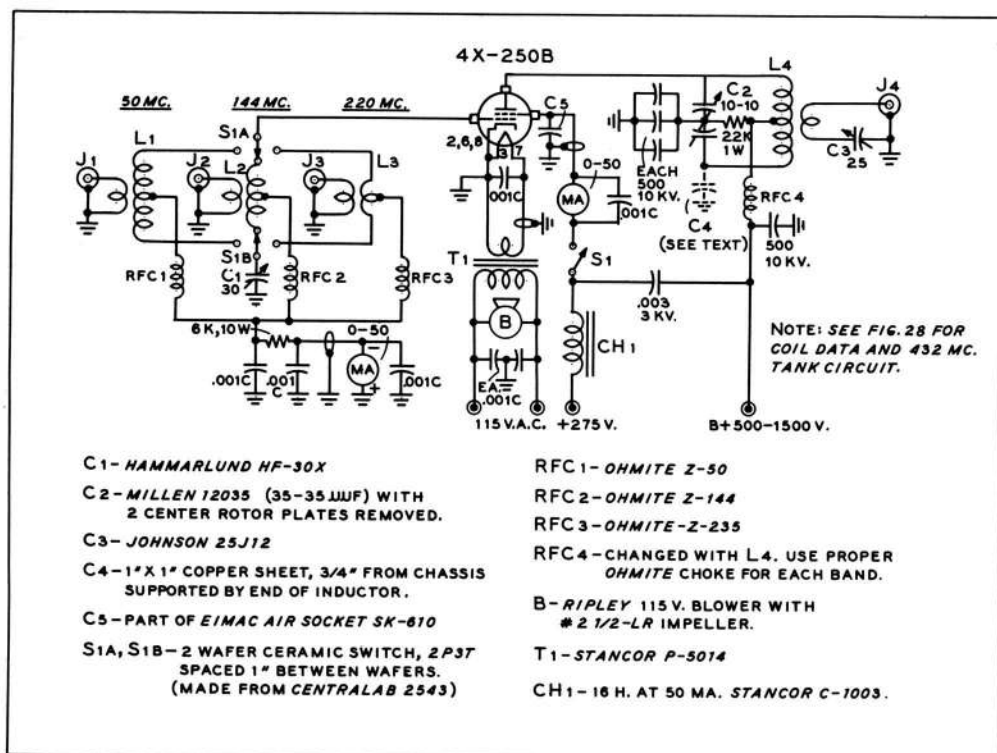 4X-250B
50 MC.
144 MC.
220 MC.
L1
J1
J2
S1A
L2
J3
L3
S1B
C1
30
RFC1
RFC2
RFC3
6K, 10W
.001C
.001
C
0-50
-
MA
+
.001C
2,6,8
3
7
.001C
C5
0-50
MA
.001C
T1
B
EA.
.001C
S1
CH1
.003
3 KV.
115 V.A.C.
+275 V.
EACH
500
10 KV.
C2
10-10
22K
1W
C4
(SEE TEXT)
L4
J4
C3
25
RFC4
500
10 KV.
B+500-1500 V.
NOTE: SEE FIG. 28 FOR
COIL DATA AND 432 MC.
TANK CIRCUIT.
C1-HAMMARLUND HF-30X
C2-MILLEN 12035 (35-35 UUF) WITH
2 CENTER ROTOR PLATES REMOVED.
C3-JOHNSON 25J12
C4-1" X 1" COPPER SHEET, 3/4" FROM CHASSIS
SUPPORTED BY END OF INDUCTOR.
C5-PART OF EIMAC AIR SOCKET SK-610
S1A, S1B-2 WAFER CERAMIC SWITCH, 2P3T
SPACED 1" BETWEEN WAFERS.
(MADE FROM CENTRALAB 2543)
RFC1-OHMITE Z-50
RFC2-OHMITE Z-144
RFC3-OHMITE-Z-235
RFC4-CHANGED WITH L4. USE PROPER
OHMITE CHOKE FOR EACH BAND.
B-RIPLEY 115 V. BLOWER WITH
#2 1/2-LR IMPELLER.
T1-STANCOR P-5014
CH1-16 H. AT 50 MA. STANCOR C-1003.